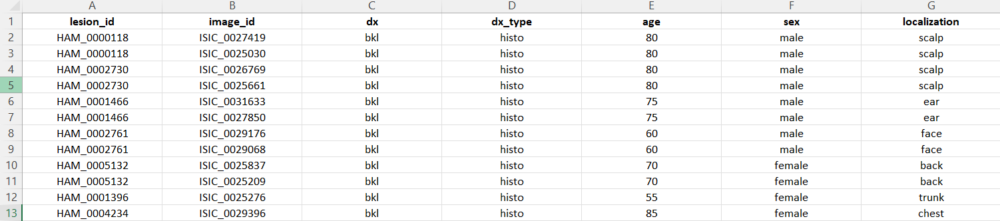 A B C D E F G
1 lesion_id image_id dx dx_type age sex localization
2 HAM_0000118 ISIC_0027419 bkl histo 80 male scalp
3 HAM_0000118 ISIC_0025030 bkl histo 80 male scalp
4 HAM_0002730 ISIC_0026769 bkl histo 80 male scalp
5 HAM_0002730 ISIC_0025661 bkl histo 80 male scalp
6 HAM_0001466 ISIC_0031633 bkl histo 75 male ear
7 HAM_0001466 ISIC_0027850 bkl histo 75 male ear
8 HAM_0002761 ISIC_0029176 bkl histo 60 male face
9 HAM_0002761 ISIC_0029068 bkl histo 60 male face
10 HAM_0005132 ISIC_0025837 bkl histo 70 female back
11 HAM_0005132 ISIC_0025209 bkl histo 70 female back
12 HAM_0001396 ISIC_0025276 bkl histo 55 female trunk
13 HAM_0004234 ISIC_0029396 bkl histo 85 female chest